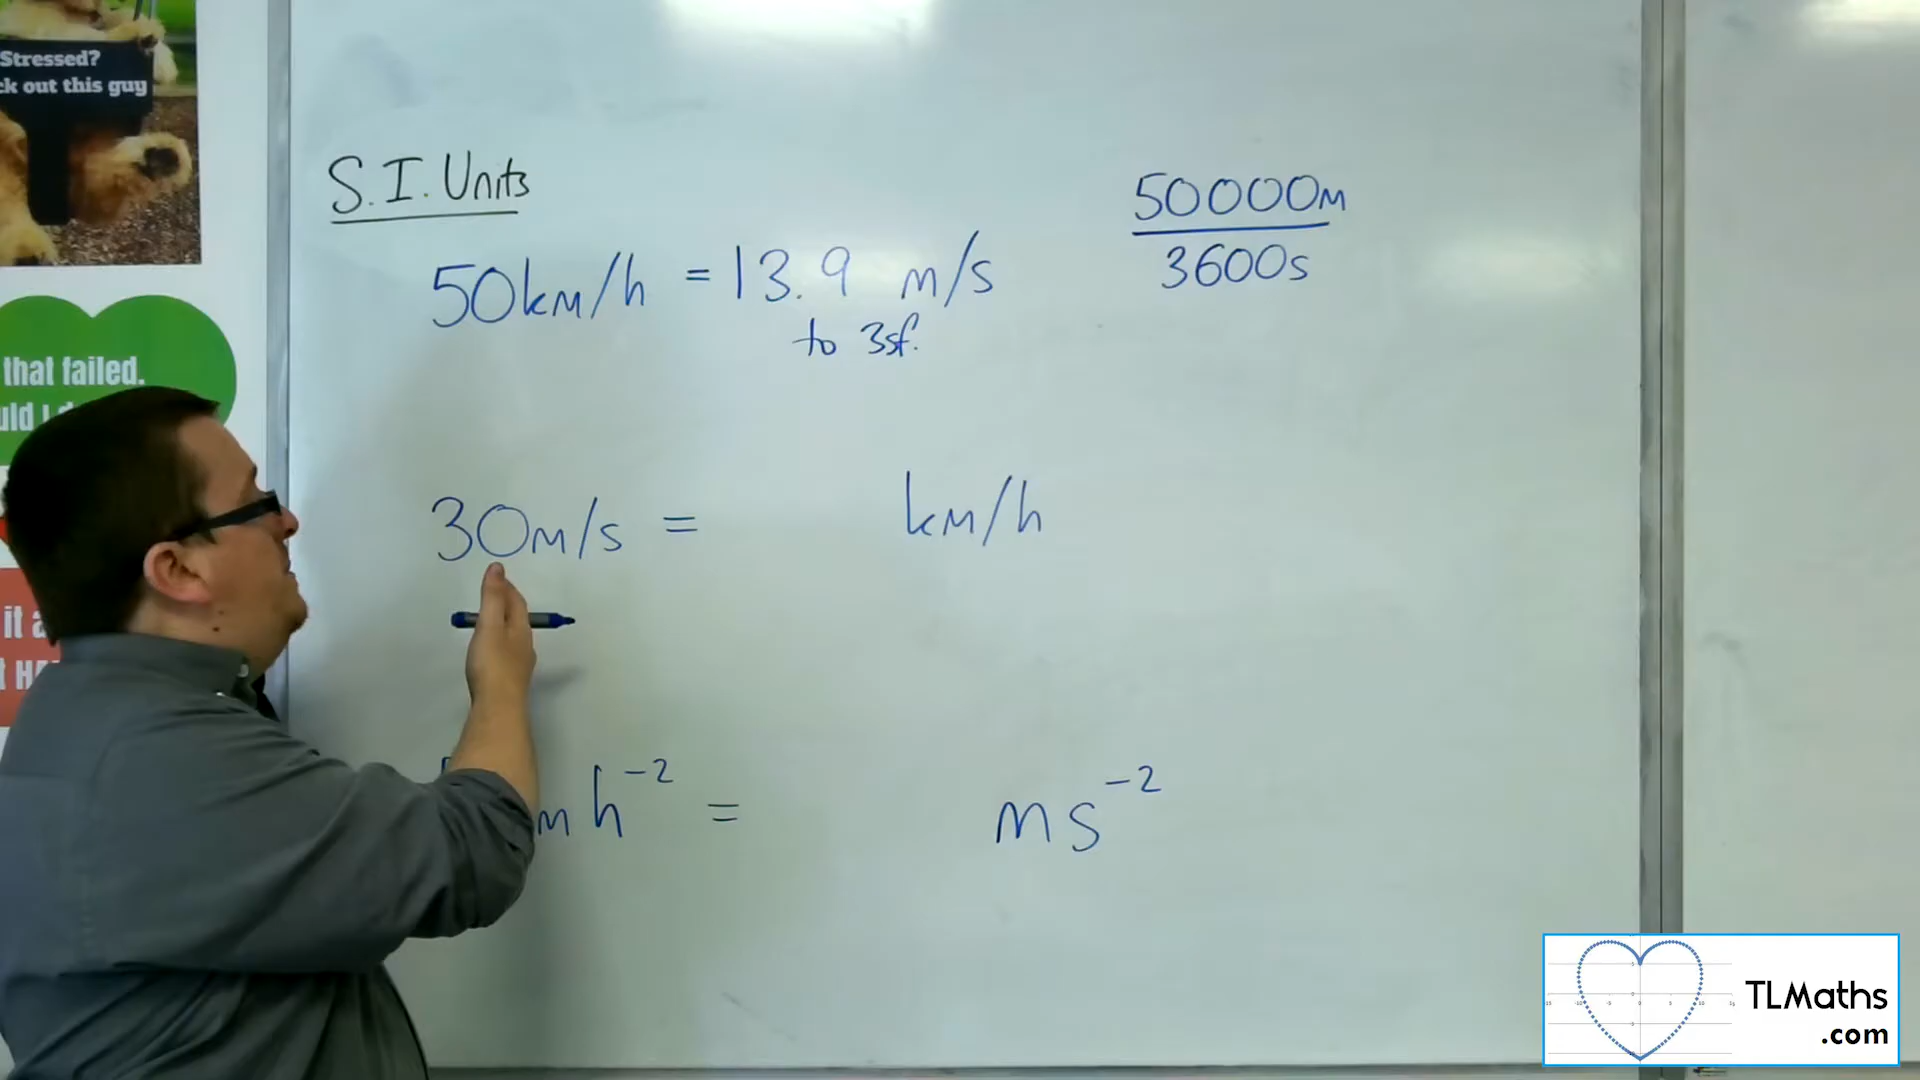 Stressed?
ck out this guy
that failed.
it a
S.I. Units
50km/h = 13.9 m/s
to 3sf.
50000m
3600s
30m/s = km/h
m h⁻² = ms⁻²
TLMaths
.com